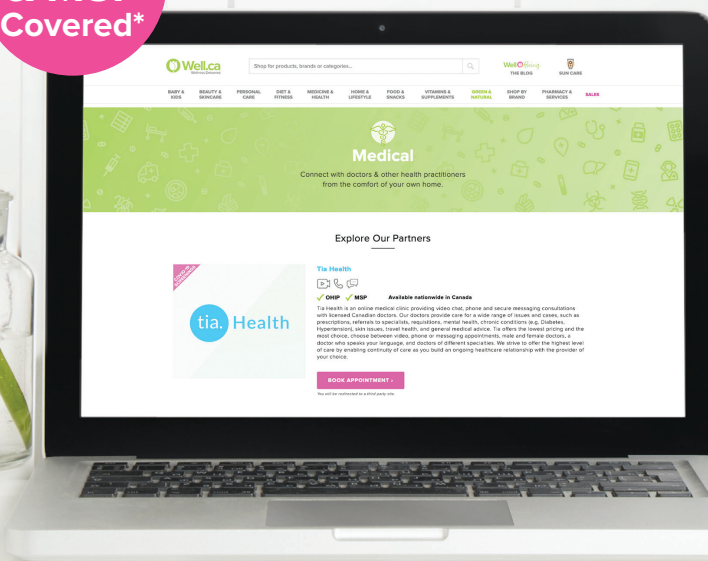 & MSP
Covered*
Well.ca
Wellness Delivered
Shop for products, brands or categories...
Well Being
THE BLOG
SUN CARE
BABY &
KIDS
BEAUTY &
SKINCARE
PERSONAL
CARE
DIET &
FITNESS
MEDICINE &
HEALTH
HOME &
LIFESTYLE
FOOD &
SNACKS
VITAMINS &
SUPPLEMENTS
GREEN &
NATURAL
SHOP BY
BRAND
PHARMACY &
SERVICES
SALES
Medical
Connect with doctors & other health practitioners
from the comfort of your own home.
Explore Our Partners
tia. Health
Tia Health
OHIP MSP Available nationwide in Canada
Tia Health is an online medical clinic providing video chat, phone and secure messaging consultations
with licensed Canadian doctors. Our doctors provide care for a wide range of issues and cases, such as
prescriptions, referrals to specialists, requisitions, mental health, chronic conditions (e.g. Diabetes,
Hypertension), skin issues, travel health, and general medical advice. Tia offers the lowest pricing and the
most choice, choose between video, phone or messaging appointments, male and female doctors, a
doctor who speaks your language, and doctors of different specialties. We strive to offer the highest level
of care by enabling continuity of care as you build an ongoing healthcare relationship with the provider of
your choice.
BOOK APPOINTMENT ›
You will be redirected to a third party site.